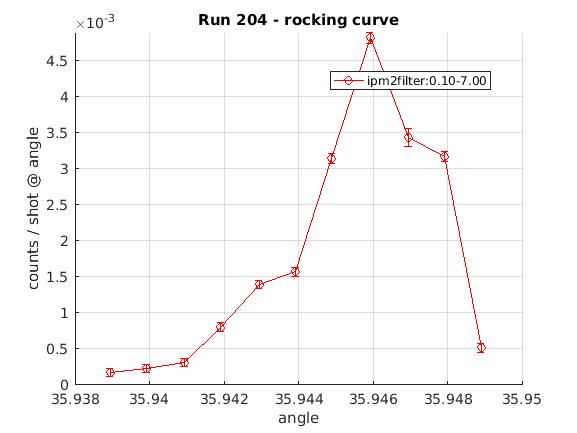 Run 204 - rocking curve
×10-3
4.5
4
3.5
3
2.5
2
1.5
1
0.5
0
counts / shot @ angle
ipm2filter:0.10-7.00
35.938 35.94 35.942 35.944 35.946 35.948 35.95
angle